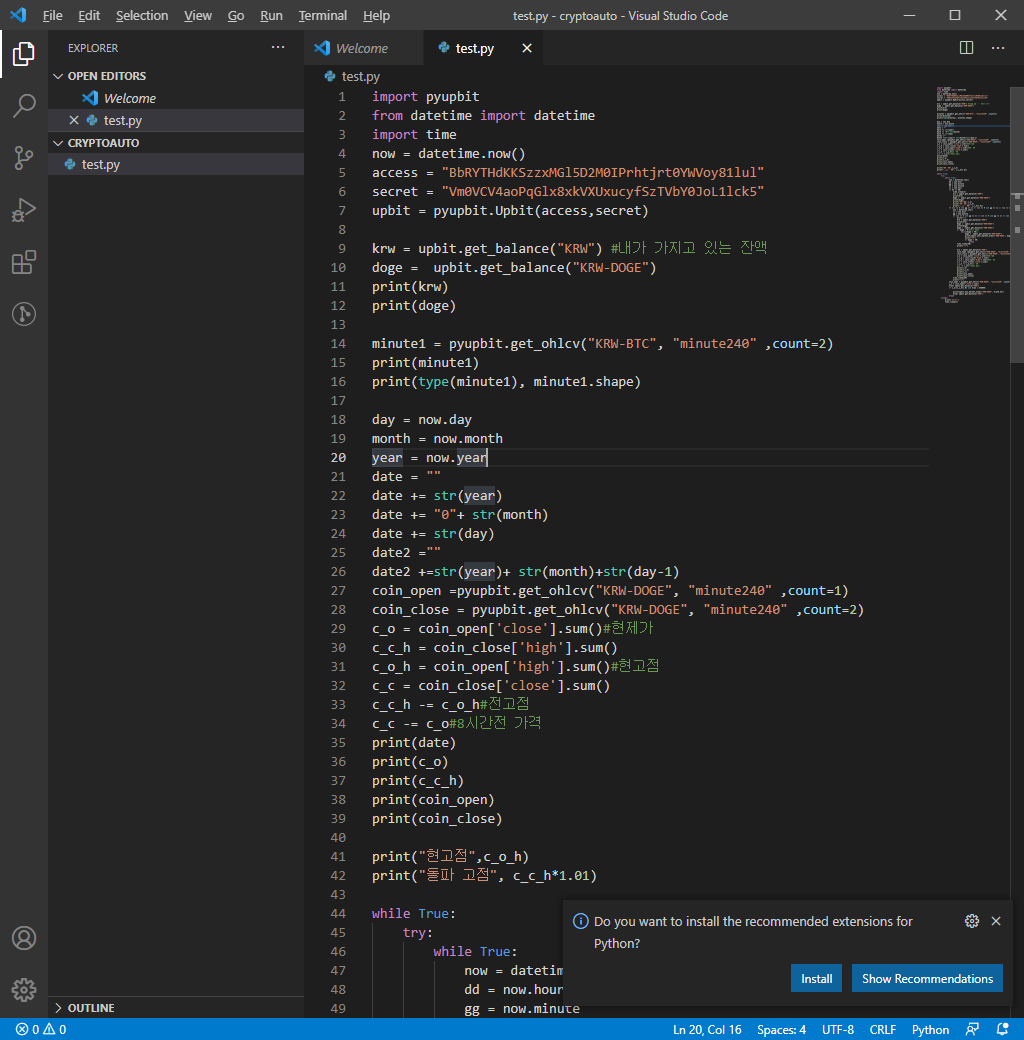 File Edit Selection View Go Run Terminal Help test.py - cryptoauto - Visual Studio Code
EXPLORER
OPEN EDITORS
Welcome
test.py
CRYPTOAUTO
test.py
OUTLINE
Welcome test.py
test.py
1 import pyupbit
2 from datetime import datetime
3 import time
4 now = datetime.now()
5 access = "BbRYTHdKKSzzxMGl5D2M0IPrhtjrt0YWVoy81lul"
6 secret = "Vm0VCV4aoPqGlx8xkVXUxucyfSzTVbY0JoL1lck5"
7 upbit = pyupbit.Upbit(access,secret)
8
9 krw = upbit.get_balance("KRW") #내가 가지고 있는 잔액
10 doge =  upbit.get_balance("KRW-DOGE")
11 print(krw)
12 print(doge)
13
14 minute1 = pyupbit.get_ohlcv("KRW-BTC", "minute240" ,count=2)
15 print(minute1)
16 print(type(minute1), minute1.shape)
17
18 day = now.day
19 month = now.month
20 year = now.year
21 date = ""
22 date += str(year)
23 date += "0"+ str(month)
24 date += str(day)
25 date2 =""
26 date2 +=str(year)+ str(month)+str(day-1)
27 coin_open =pyupbit.get_ohlcv("KRW-DOGE", "minute240" ,count=1)
28 coin_close = pyupbit.get_ohlcv("KRW-DOGE", "minute240" ,count=2)
29 c_o = coin_open['close'].sum()#현제가
30 c_c_h = coin_close['high'].sum()
31 c_o_h = coin_open['high'].sum()#현고점
32 c_c = coin_close['close'].sum()
33 c_c_h -= c_o_h#전고점
34 c_c -= c_o#8시간전 가격
35 print(date)
36 print(c_o)
37 print(c_c_h)
38 print(coin_open)
39 print(coin_close)
40
41 print("현고점",c_o_h)
42 print("돌파 고점", c_c_h*1.01)
43
44 while True:
45     try:
46         while True:
47             now = datetim
48             dd = now.hour
49             gg = now.minute
Do you want to install the recommended extensions for
Python?
Install Show Recommendations
0 0 Ln 20, Col 16 Spaces: 4 UTF-8 CRLF Python